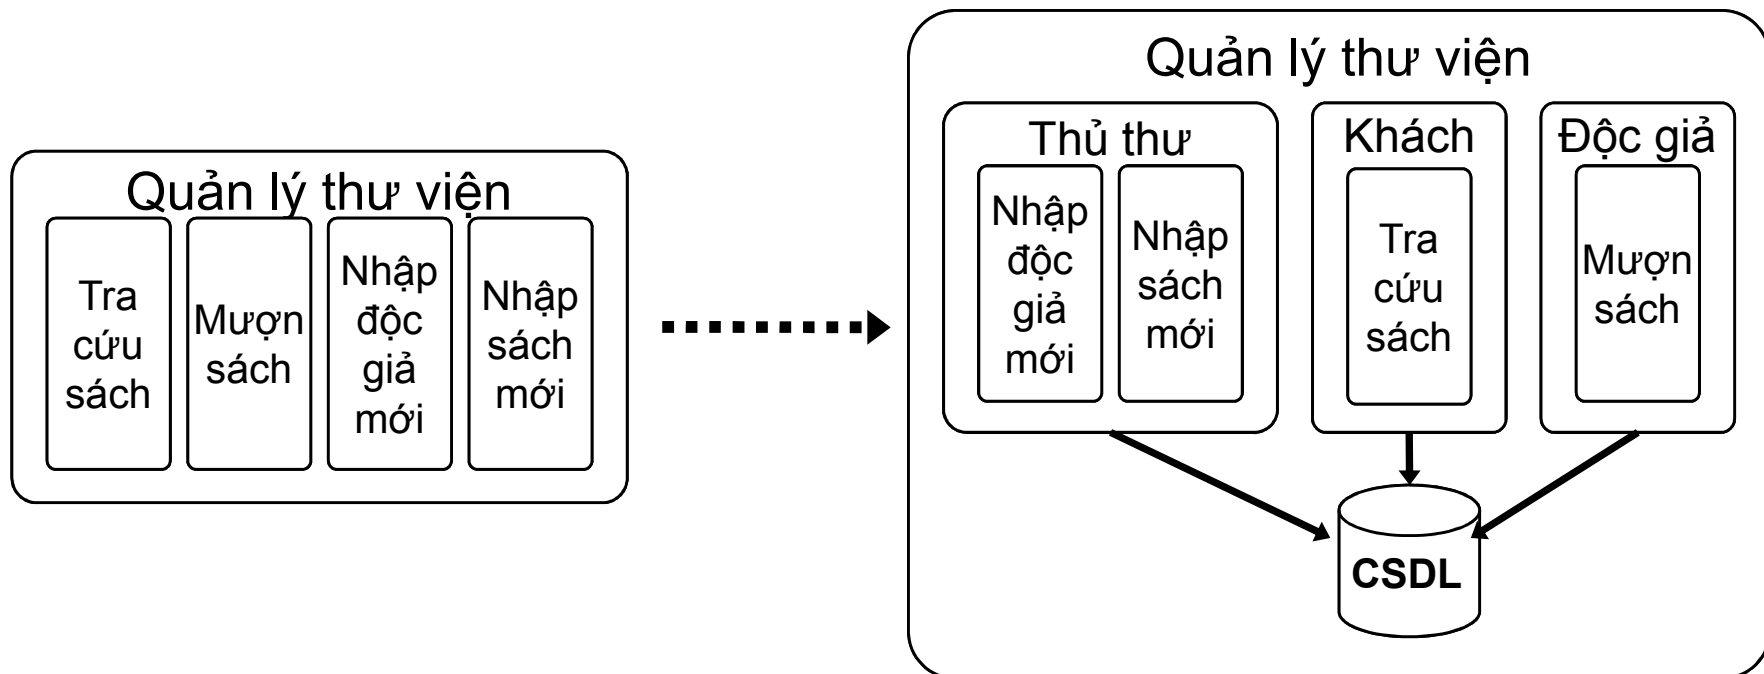 Quản lý thư viện
Tra
cứu
sách
Mượn
sách
Nhập
độc
giả
mới
Nhập
sách
mới
Quản lý thư viện
Thủ thư
Nhập
độc
giả
mới
Nhập
sách
mới
Khách
Tra
cứu
sách
Độc giả
Mượn
sách
CSDL